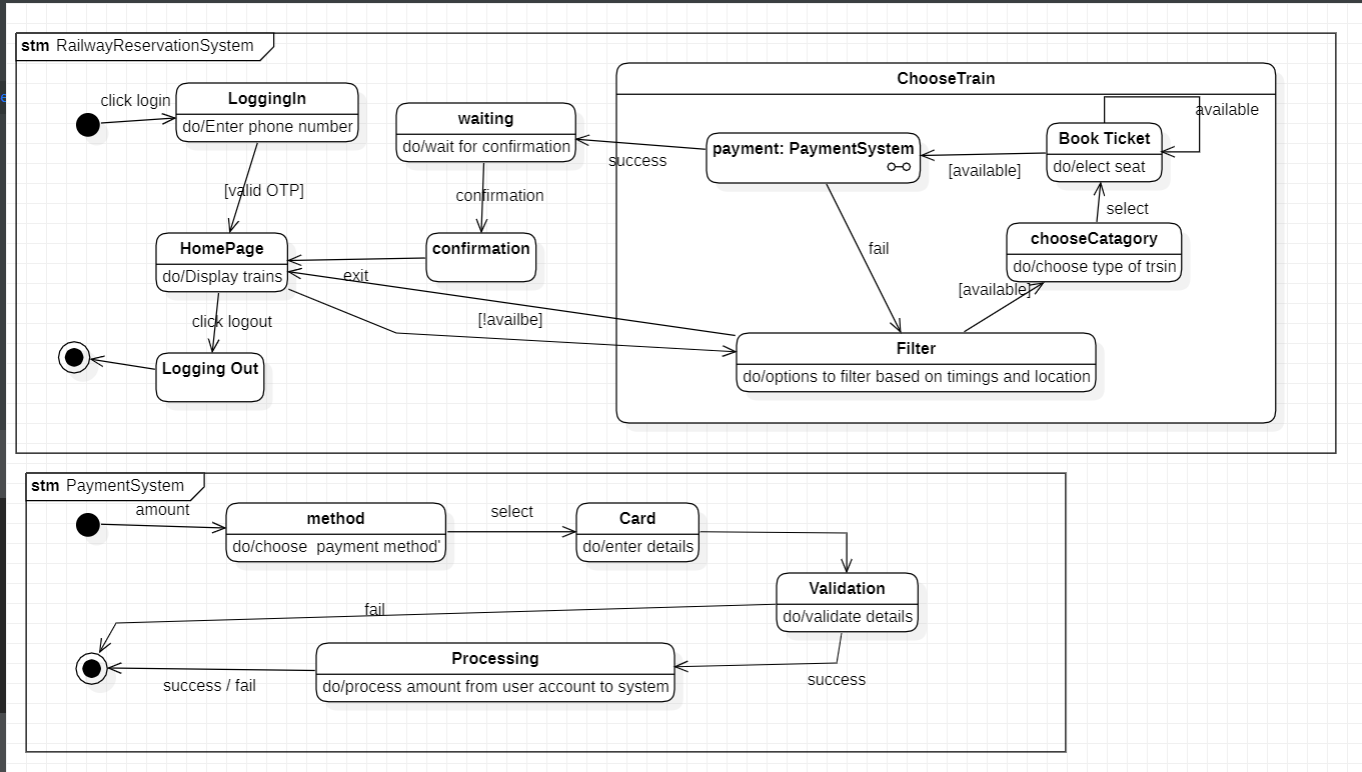 stm RailwayReservationSystem
ChooseTrain
click login
LoggingIn
do/Enter phone number
waiting
do/wait for confirmation
success
payment: PaymentSystem
[available]
Book Ticket
do/elect seat
available
[valid OTP]
confirmation
select
HomePage
do/Display trains
confirmation
exit
fail
chooseCatagory
do/choose type of trsin
[available]
click logout
[!availbe]
Filter
do/options to filter based on timings and location
Logging Out
stm PaymentSystem
amount
method
do/choose payment method'
select
Card
do/enter details
Validation
do/validate details
fail
Processing
do/process amount from user account to system
success / fail
success